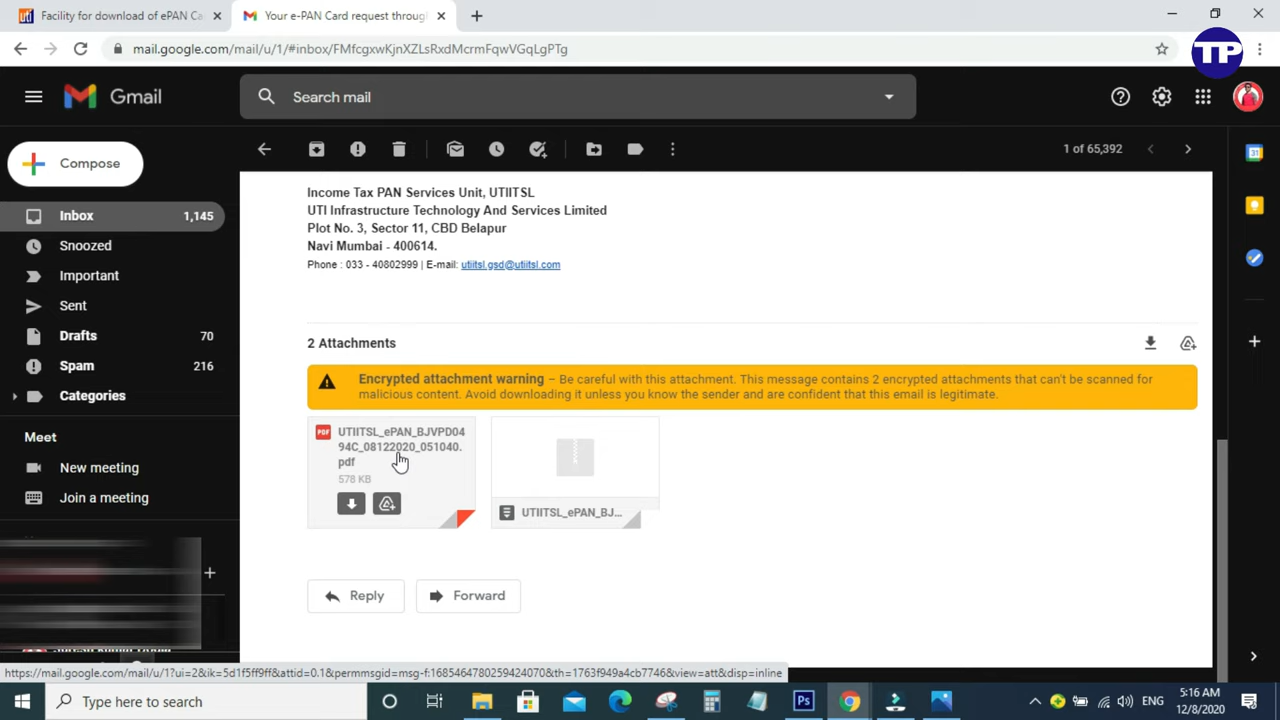 Facility for download of ePAN Ca
Your e-PAN Card request throug
mail.google.com/mail/u/1/#inbox/FMfcgxwKjnXZLsRxdMcrmFqwVGqLgPTg
TP
Gmail
Search mail
Compose
1 of 65,392
Inbox 1,145
Snoozed
Important
Sent
Drafts 70
Spam 216
Categories
Meet
New meeting
Join a meeting
Income Tax PAN Services Unit, UTIITSL
UTI Infrastructure Technology And Services Limited
Plot No. 3, Sector 11, CBD Belapur
Navi Mumbai - 400614.
Phone : 033 - 40802999 | E-mail: utiitsl.gsd@utiitsl.com
2 Attachments
Encrypted attachment warning – Be careful with this attachment. This message contains 2 encrypted attachments that can't be scanned for
malicious content. Avoid downloading it unless you know the sender and are confident that this email is legitimate.
PDF
UTIITSL_ePAN_BJVPD04
94C_08122020_051040.
pdf
578 KB
UTIITSL_ePAN_BJ...
Reply
Forward
https://mail.google.com/mail/u/1?ui=2&ik=5d1f5ff9ff&attid=0.1&permmsgid=msg-f:1685464780259424070&th=1763f949a4cb7746&view=att&disp=inline
Type here to search
Ps
ENG
5:16 AM
12/8/2020